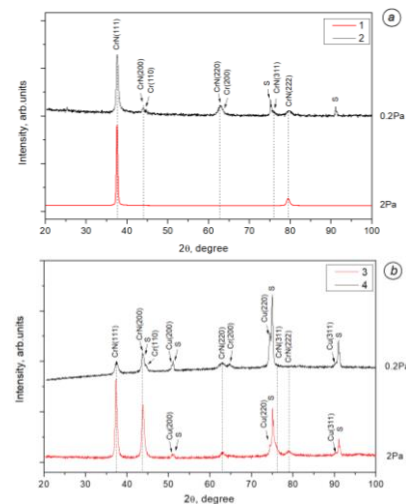 a
CrN(111)
CrN(200)
Cr(110)
CrN(220)
Cr(200)
S
CrN(311)
CrN(222)
S
1
2
0.2Pa
2Pa
Intensity, arb.units
20 30 40 50 60 70 80 90 100
2θ, degree
b
CrN(111)
CrN(200)
S
Cr(110)
Cu(200)
S
CrN(220)
Cr(200)
Cu(220)
S
CrN(311)
CrN(222)
Cu(311)
S
3
4
0.2Pa
Cu(200)
S
Cu(220)
S
Cu(311)
S
2Pa
Intensity, arb.units
20 30 40 50 60 70 80 90 100
2θ, degree